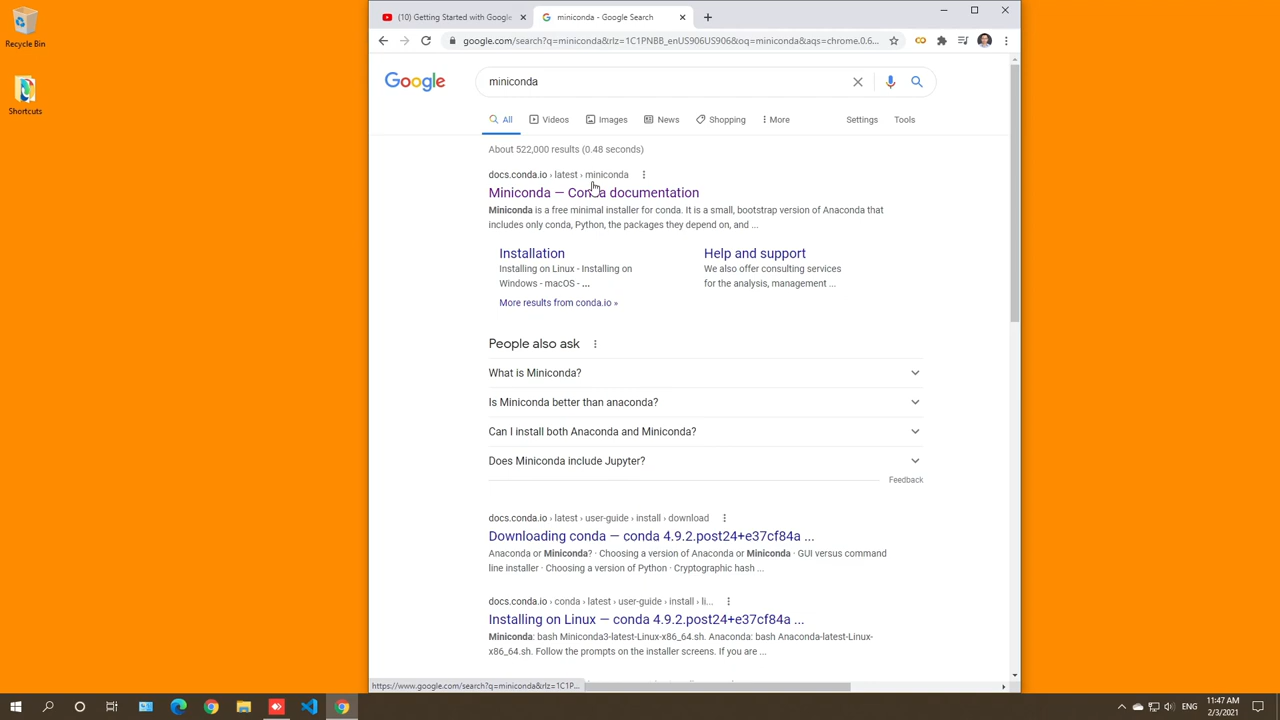 Recycle Bin
Shortcuts
(10) Getting Started with Google
miniconda - Google Search
google.com/search?q=miniconda&rlz=1C1PNBB_enUS906US906&oq=miniconda&aqs=chrome.0.6...
Google
miniconda
All
Videos
Images
News
Shopping
More
Settings
Tools
About 522,000 results (0.48 seconds)
docs.conda.io › latest › miniconda
Miniconda — Conda documentation
Miniconda is a free minimal installer for conda. It is a small, bootstrap version of Anaconda that
includes only conda, Python, the packages they depend on, and ...
Installation
Installing on Linux - Installing on
Windows - macOS - ...
Help and support
We also offer consulting services
for the analysis, management ...
More results from conda.io »
People also ask
What is Miniconda?
Is Miniconda better than anaconda?
Can I install both Anaconda and Miniconda?
Does Miniconda include Jupyter?
Feedback
docs.conda.io › latest › user-guide › install › download
Downloading conda — conda 4.9.2.post24+e37cf84a ...
Anaconda or Miniconda? · Choosing a version of Anaconda or Miniconda · GUI versus command
line installer · Choosing a version of Python · Cryptographic hash ...
docs.conda.io › conda › latest › user-guide › install › li...
Installing on Linux — conda 4.9.2.post24+e37cf84a ...
Miniconda: bash Miniconda3-latest-Linux-x86_64.sh. Anaconda: bash Anaconda-latest-Linux-
x86_64.sh. Follow the prompts on the installer screens. If you are ...
https://www.google.com/search?q=miniconda&rlz=1C1P...
ENG
11:47 AM
2/3/2021